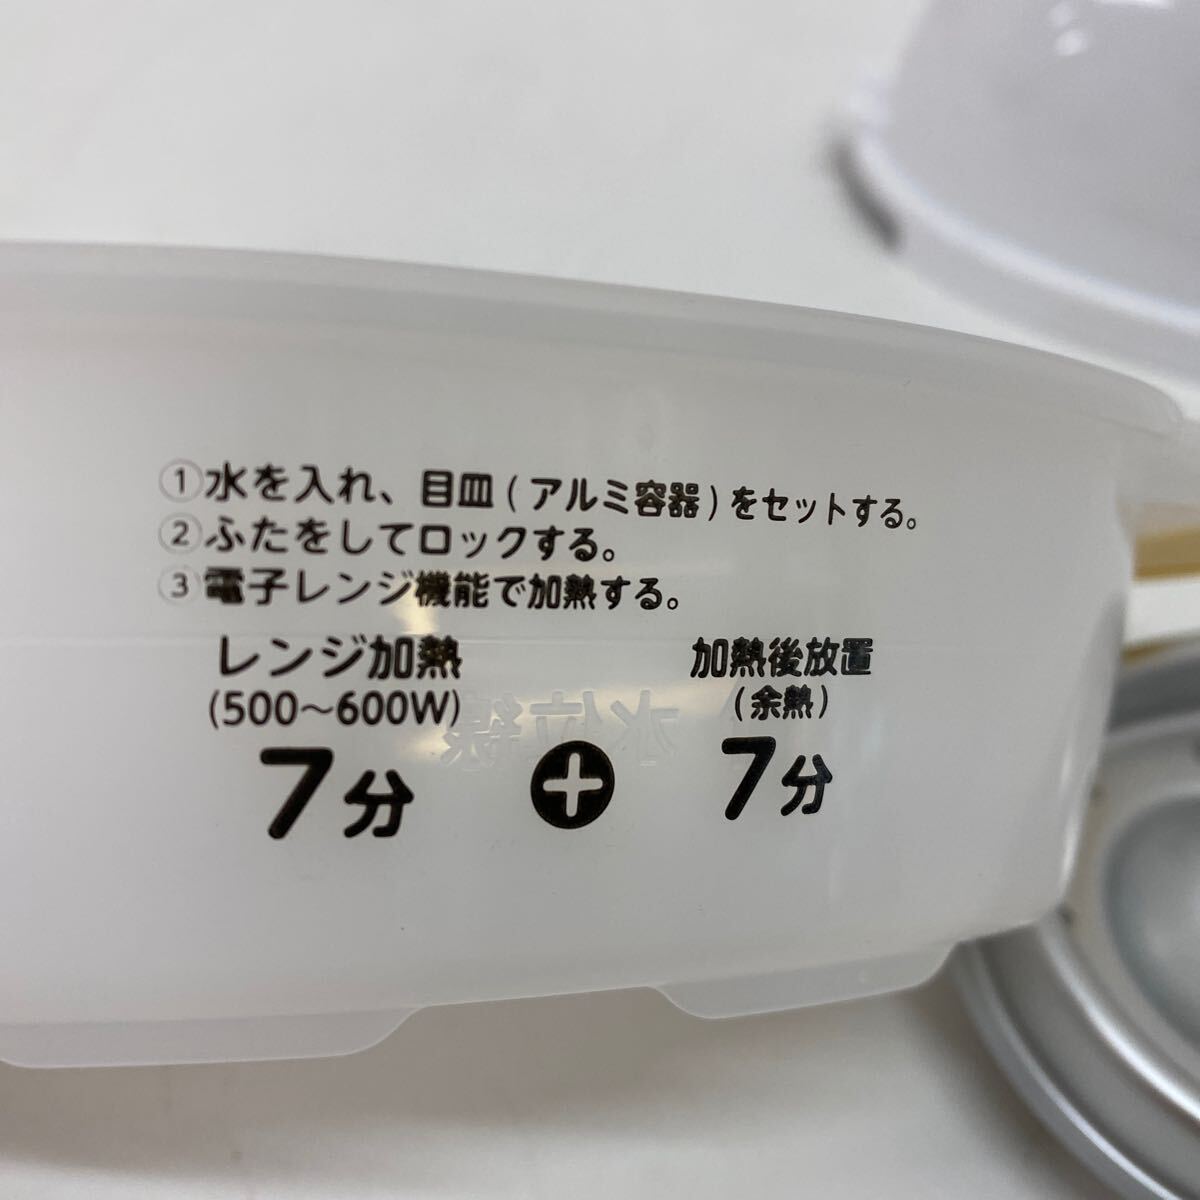 ①水を入れ、目皿(アルミ容器)をセットする。
②ふたをしてロックする。
③電子レンジ機能で加熱する。
レンジ加熱 加熱後放置
(500～600W) (余熱)
水位線
7分 + 7分